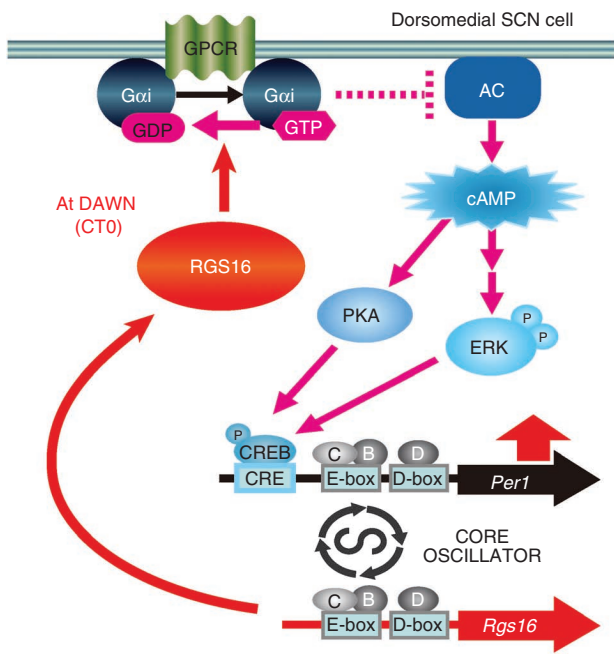 Dorsomedial SCN cell
GPCR
Gαi
Gαi
AC
GDP
GTP
cAMP
At DAWN
(CT0)
RGS16
PKA
ERK
P
P
P
CREB
CRE
C
B
D
E-box
D-box
Per1
CORE
OSCILLATOR
C
B
D
E-box
D-box
Rgs16